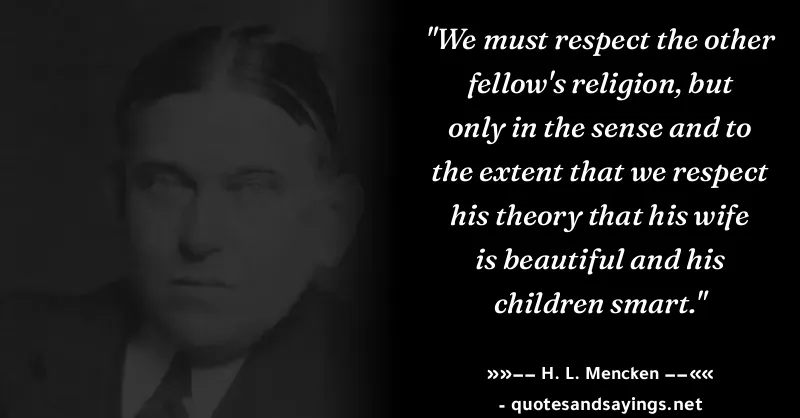 "We must respect the other
fellow's religion, but
only in the sense and to
the extent that we respect
his theory that his wife
is beautiful and his
children smart."
»»–– H. L. Mencken ––««
- quotesandsayings.net